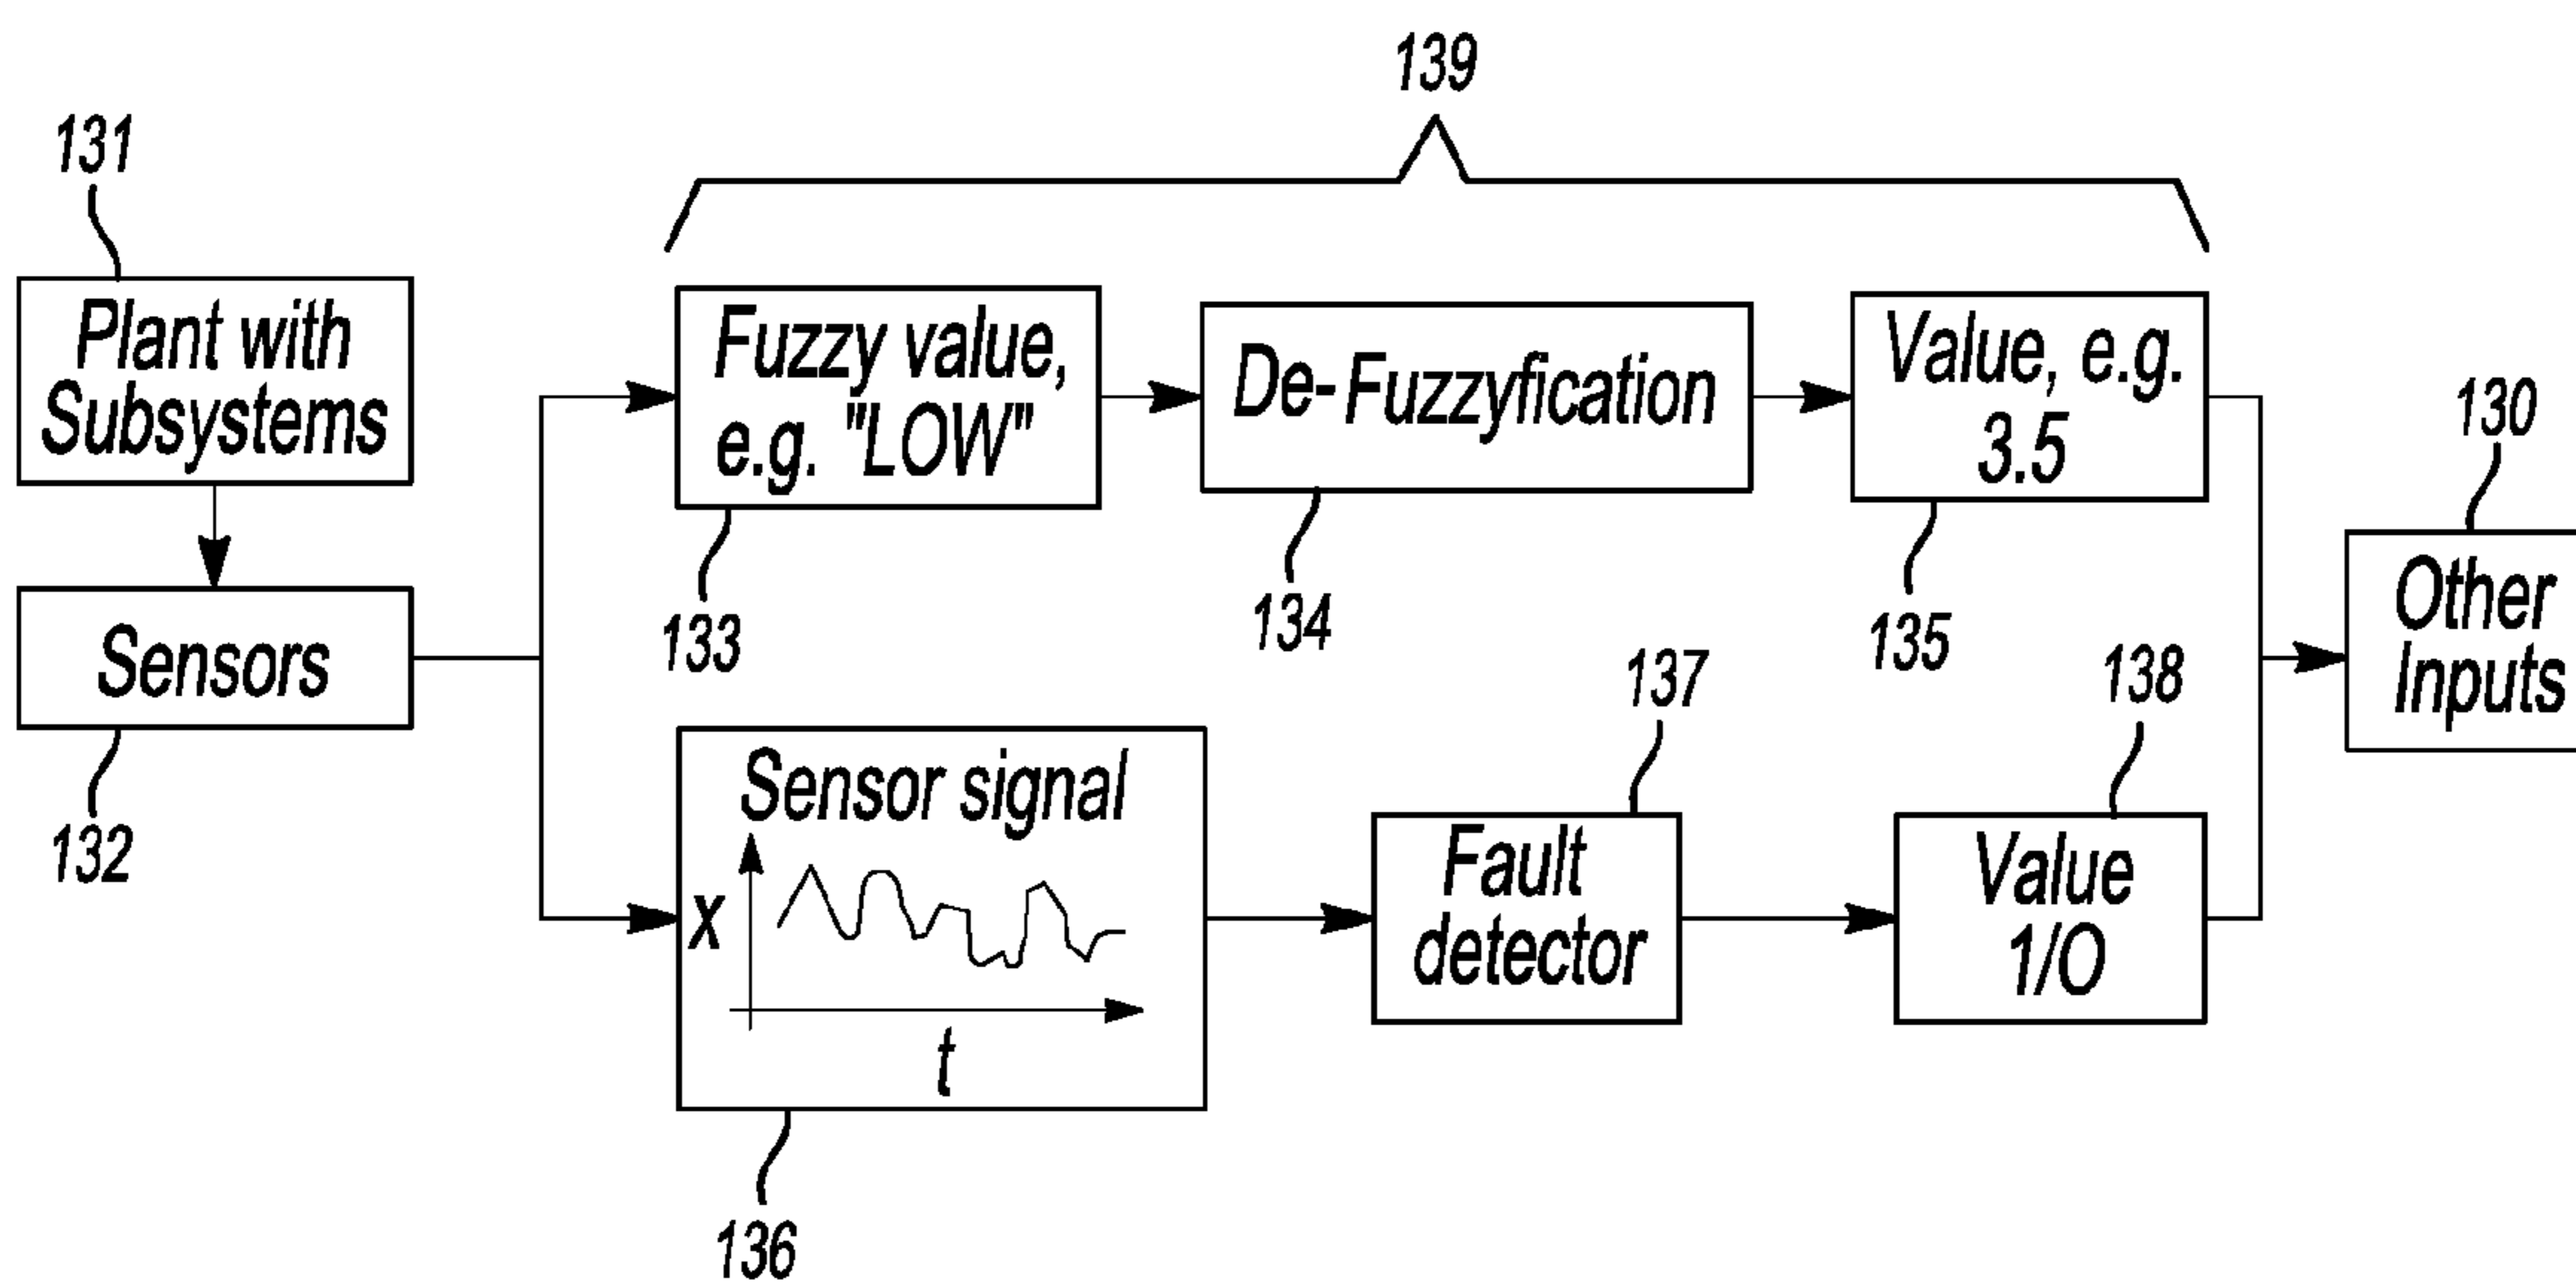 139
131
Plant with
Subsystems
Fuzzy value,
e.g. "LOW"
De-Fuzzyfication
Value, e.g.
3.5
130
Other
Inputs
133
134
135
Sensors
132
137
138
Sensor signal
x
t
Fault
detector
Value
1/O
136